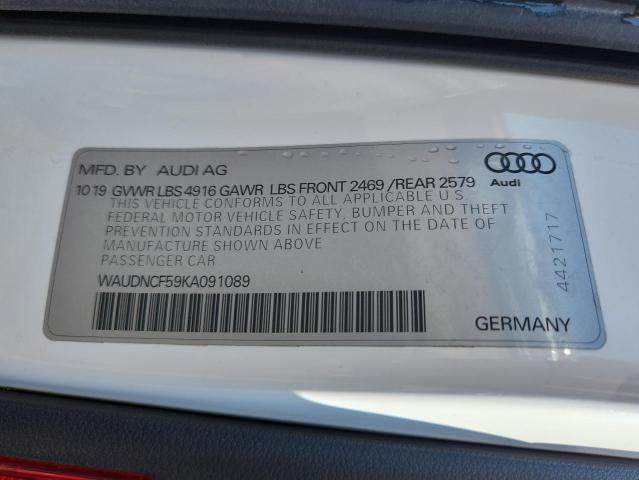 MFD. BY AUDI AG
10 19 GVWR LBS 4916 GAWR LBS FRONT 2469 /REAR 2579
THIS VEHICLE CONFORMS TO ALL APPLICABLE U.S.
FEDERAL MOTOR VEHICLE SAFETY, BUMPER AND THEFT
PREVENTION STANDARDS IN EFFECT ON THE DATE OF
MANUFACTURE SHOWN ABOVE
PASSENGER CAR
WAUDNCF59KA091089
GERMANY
Audi
4421717